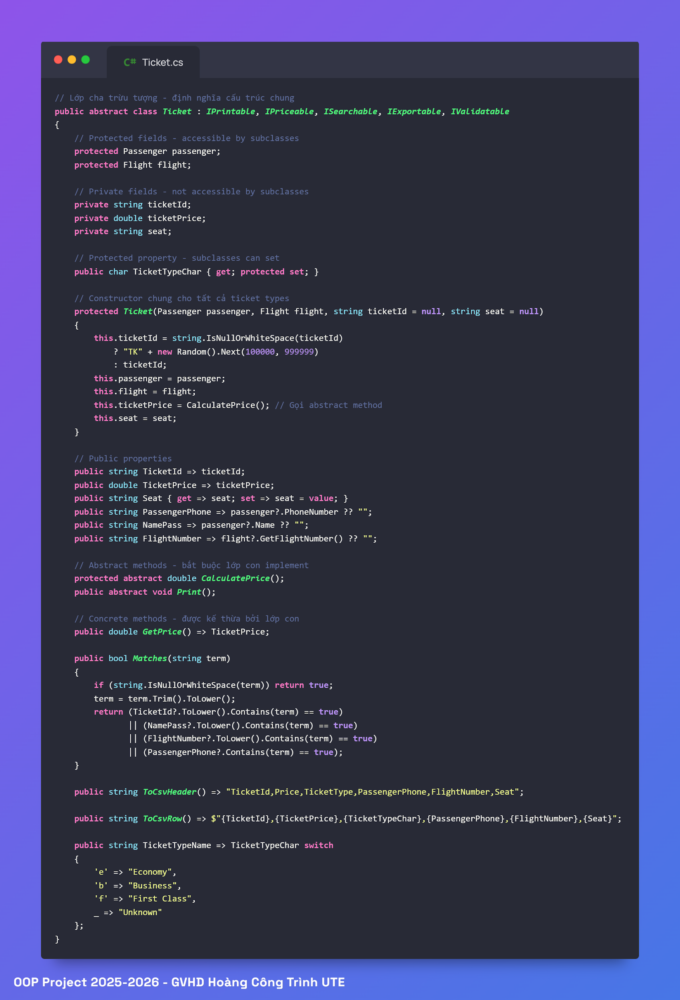 C# Ticket.cs
// Lớp cha trừu tượng - định nghĩa cấu trúc chung
public abstract class Ticket : IPrintable, IPriceable, ISearchable, IExportable, IValidatable
{
    // Protected fields - accessible by subclasses
    protected Passenger passenger;
    protected Flight flight;

    // Private fields - not accessible by subclasses
    private string ticketId;
    private double ticketPrice;
    private string seat;

    // Protected property - subclasses can set
    public char TicketTypeChar { get; protected set; }

    // Constructor chung cho tất cả ticket types
    protected Ticket(Passenger passenger, Flight flight, string ticketId = null, string seat = null)
    {
        this.ticketId = string.IsNullOrWhiteSpace(ticketId)
            ? "TK" + new Random().Next(100000, 999999)
            : ticketId;
        this.passenger = passenger;
        this.flight = flight;
        this.ticketPrice = CalculatePrice(); // Gọi abstract method
        this.seat = seat;
    }

    // Public properties
    public string TicketId => ticketId;
    public double TicketPrice => ticketPrice;
    public string Seat { get => seat; set => seat = value; }
    public string PassengerPhone => passenger?.PhoneNumber ?? "";
    public string NamePass => passenger?.Name ?? "";
    public string FlightNumber => flight?.GetFlightNumber() ?? "";

    // Abstract methods - bắt buộc lớp con implement
    protected abstract double CalculatePrice();
    public abstract void Print();

    // Concrete methods - được kế thừa bởi lớp con
    public double GetPrice() => TicketPrice;

    public bool Matches(string term)
    {
        if (string.IsNullOrWhiteSpace(term)) return true;
        term = term.Trim().ToLower();
        return (TicketId?.ToLower().Contains(term) == true)
               || (NamePass?.ToLower().Contains(term) == true)
               || (FlightNumber?.ToLower().Contains(term) == true)
               || (PassengerPhone?.Contains(term) == true);
    }

    public string ToCsvHeader() => "TicketId,Price,TicketType,PassengerPhone,FlightNumber,Seat";

    public string ToCsvRow() => $"{TicketId},{TicketPrice},{TicketTypeChar},{PassengerPhone},{FlightNumber},{Seat}";

    public string TicketTypeName => TicketTypeChar switch
    {
        'e' => "Economy",
        'b' => "Business",
        'f' => "First Class",
        _ => "Unknown"
    };
}
OOP Project 2025-2026 - GVHD Hoàng Công Trình UTE